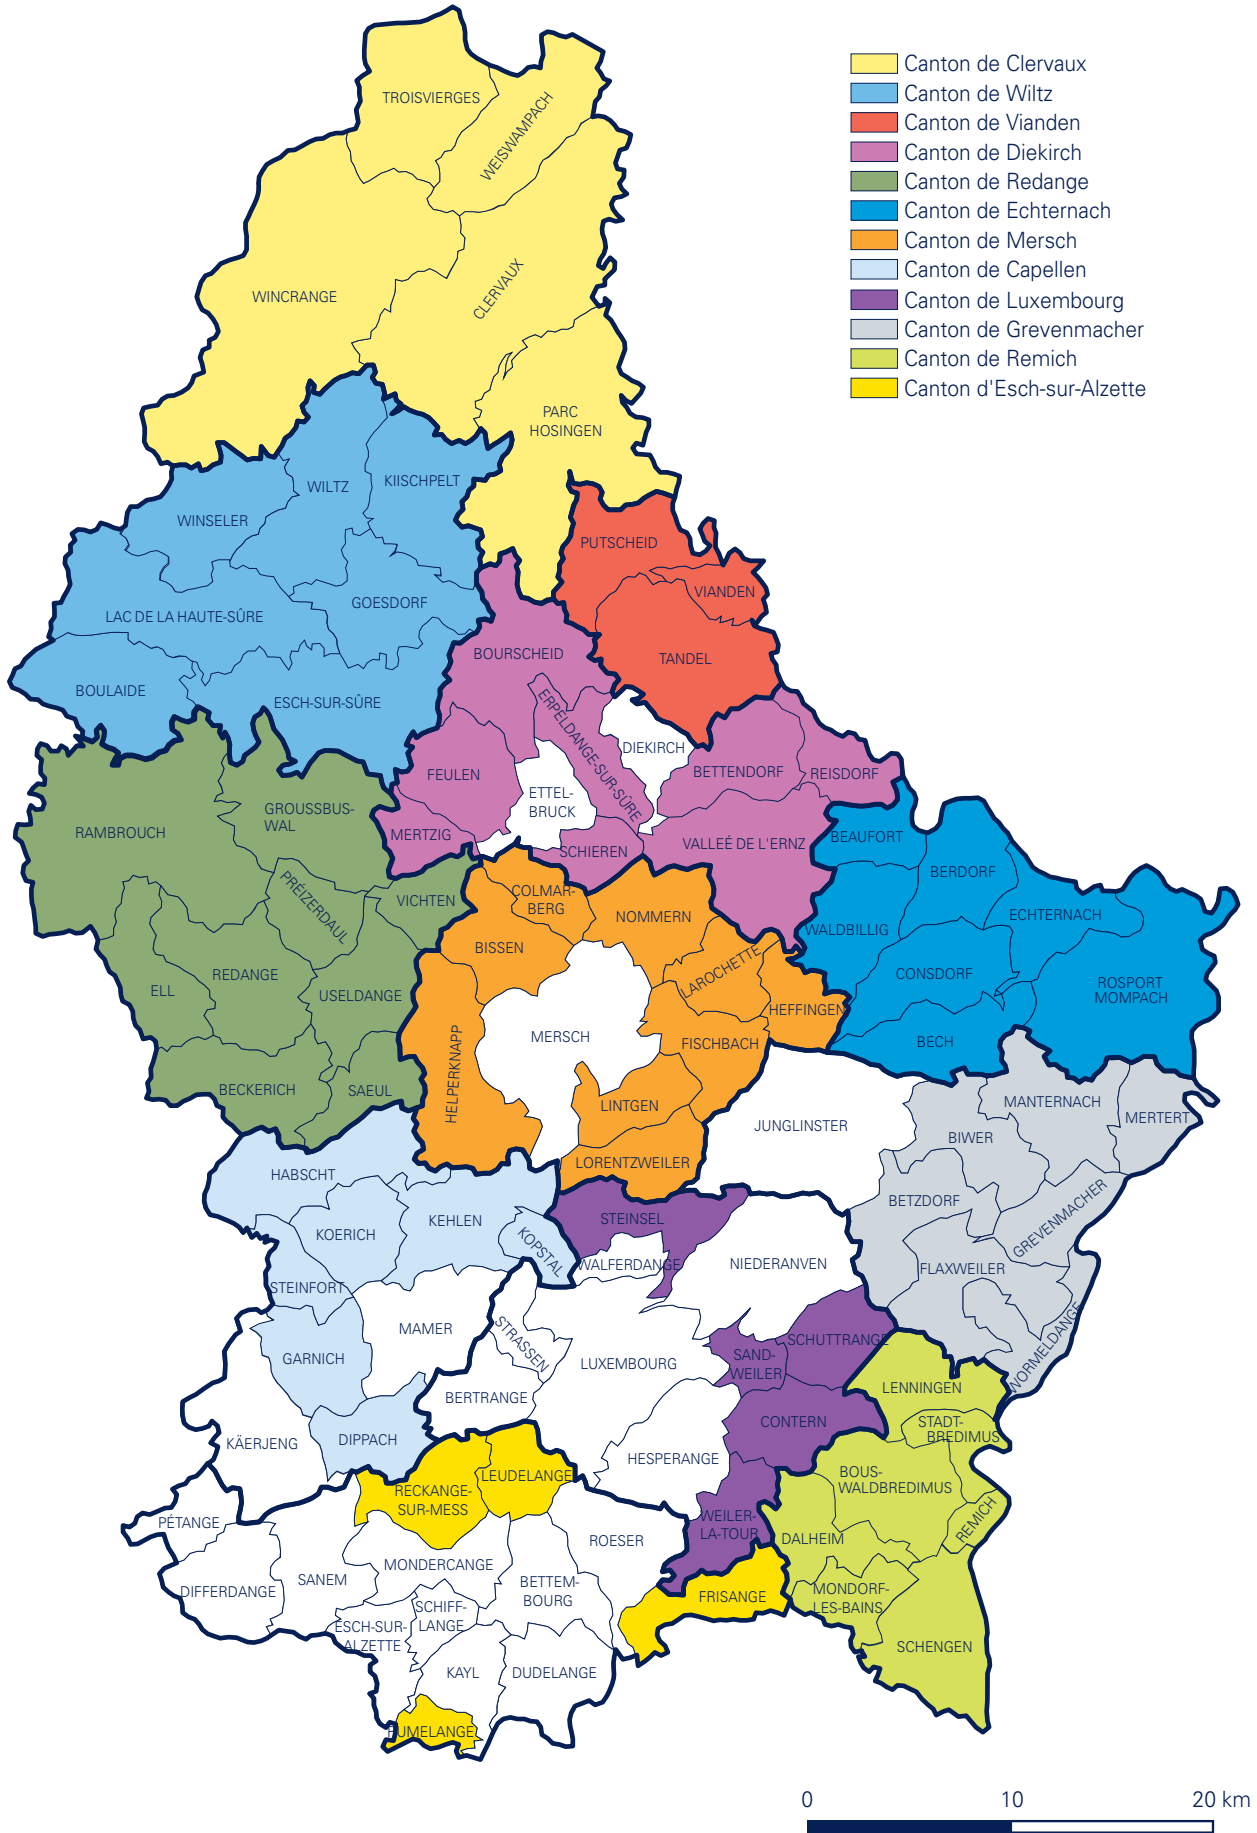 Canton de Clervaux
Canton de Wiltz
Canton de Vianden
Canton de Diekirch
Canton de Redange
Canton de Echternach
Canton de Mersch
Canton de Capellen
Canton de Luxembourg
Canton de Grevenmacher
Canton de Remich
Canton d'Esch-sur-Alzette
TROISVIERGES
WEISWAMPACH
WINCRANGE
CLERVAUX
PARC
HOSINGEN
WILTZ
KIISCHPELT
WINSELER
GOESDORF
LAC DE LA HAUTE-SÛRE
BOULAIDE
ESCH-SUR-SÛRE
PUTSCHEID
VIANDEN
TANDEL
BOURSCHEID
ERPELDANGE-SUR-SÛRE
DIEKIRCH
FEULEN
ETTEL-
BRUCK
BETTENDORF
REISDORF
MERTZIG
SCHIEREN
VALLEÉ DE L'ERNZ
RAMBROUCH
GROUSSBUS-
WAL
PRÉIZERDAUL
VICHTEN
REDANGE
ELL
USELDANGE
BECKERICH
SAEUL
BEAUFORT
BERDORF
ECHTERNACH
WALDBILLIG
CONSDORF
ROSPORT
MOMPACH
BECH
COLMAR-
BERG
NOMMERN
BISSEN
LAROCHETTE
HEFFINGEN
MERSCH
FISCHBACH
HELPERKNAPP
LINTGEN
LORENTZWEILER
JUNGLINSTER
MANTERNACH
MERTERT
BIWER
BETZDORF
GREVENMACHER
FLAXWEILER
WORMELDANGE
HABSCHT
KOERICH
KEHLEN
KOPSTAL
STEINFORT
MAMER
GARNICH
DIPPACH
KÄERJENG
STEINSEL
WALFERDANGE
NIEDERANVEN
STRASSEN
LUXEMBOURG
SAND-
WEILER
SCHUTTRANGE
BERTRANGE
CONTERN
HESPERANGE
WEILER-
LA-TOUR
LENNINGEN
STADT-
BREDIMUS
BOUS-
WALDBREDIMUS
REMICH
DALHEIM
MONDORF-
LES-BAINS
SCHENGEN
LEUDELANGE
RECKANGE-
SUR-MESS
PÉTANGE
DIFFERDANGE
SANEM
MONDERCANGE
ROESER
BETTEM-
BOURG
SCHIFF-
LANGE
ESCH-SUR-
ALZETTE
KAYL
DUDELANGE
FRISANGE
RUMELANGE
0 10 20 km